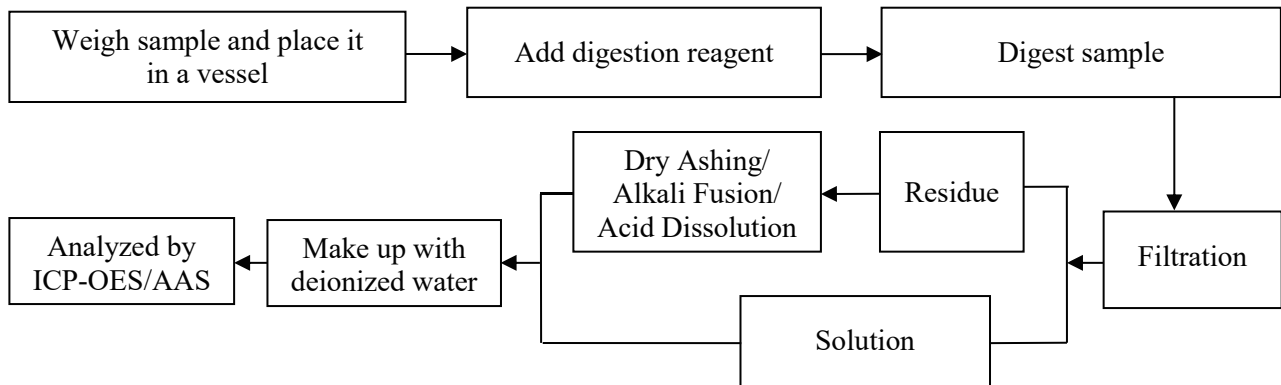 Weigh sample and place it
in a vessel
Add digestion reagent
Digest sample
Filtration
Residue
Dry Ashing/
Alkali Fusion/
Acid Dissolution
Solution
Make up with
deionized water
Analyzed by
ICP-OES/AAS